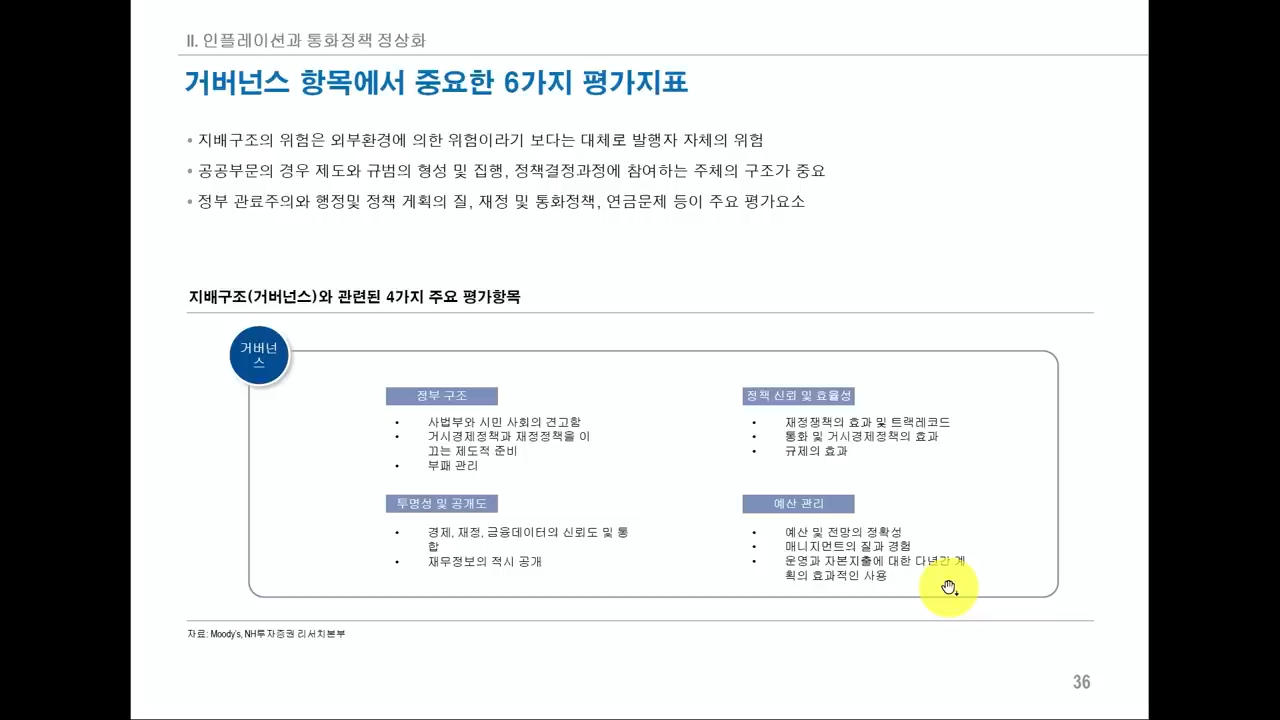 II. 인플레이션과 통화정책 정상화
거버넌스 항목에서 중요한 6가지 평가지표
• 지배구조의 위험은 외부환경에 의한 위험이라기 보다는 대체로 발행자 자체의 위험
• 공공부문의 경우 제도와 규범의 형성 및 집행, 정책결정과정에 참여하는 주체의 구조가 중요
• 정부 관료주의와 행정및 정책 계획의 질, 재정 및 통화정책, 연금문제 등이 주요 평가요소
지배구조(거버넌스)와 관련된 4가지 주요 평가항목
거버넌
스
정부 구조
• 사법부와 시민 사회의 견고함
• 거시경제정책과 재정정책을 이
끄는 제도적 준비
• 부패 관리
정책 신뢰 및 효율성
• 재정쟁책의 효과 및 트랙레코드
• 통화 및 거시경제정책의 효과
• 규제의 효과
투명성 및 공개도
• 경제, 재정, 금융데이터의 신뢰도 및 통
합
• 재무정보의 적시 공개
예산 관리
• 예산 및 전망의 정확성
• 매니지먼트의 질과 경험
• 운영과 자본지출에 대한 다년간 계
획의 효과적인 사용
자료: Moody's, NH투자증권 리서치본부
36